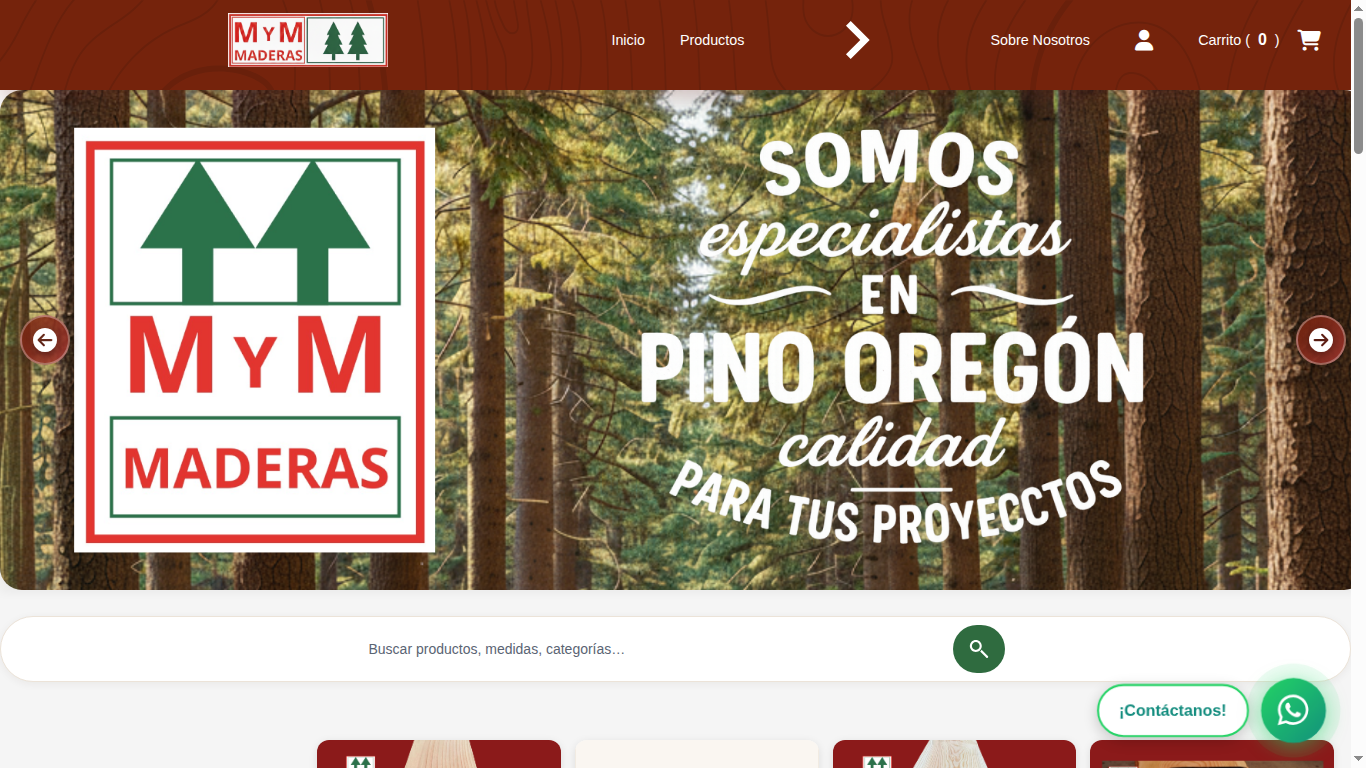 M Y M
MADERAS
Inicio
Productos
Sobre Nosotros
Carrito ( 0 )
M Y M
MADERAS
SOMOS
especialistas
EN
PINO OREGÓN
calidad
PARA TUS PROYECCTOS
Buscar productos, medidas, categorías…
¡Contáctanos!